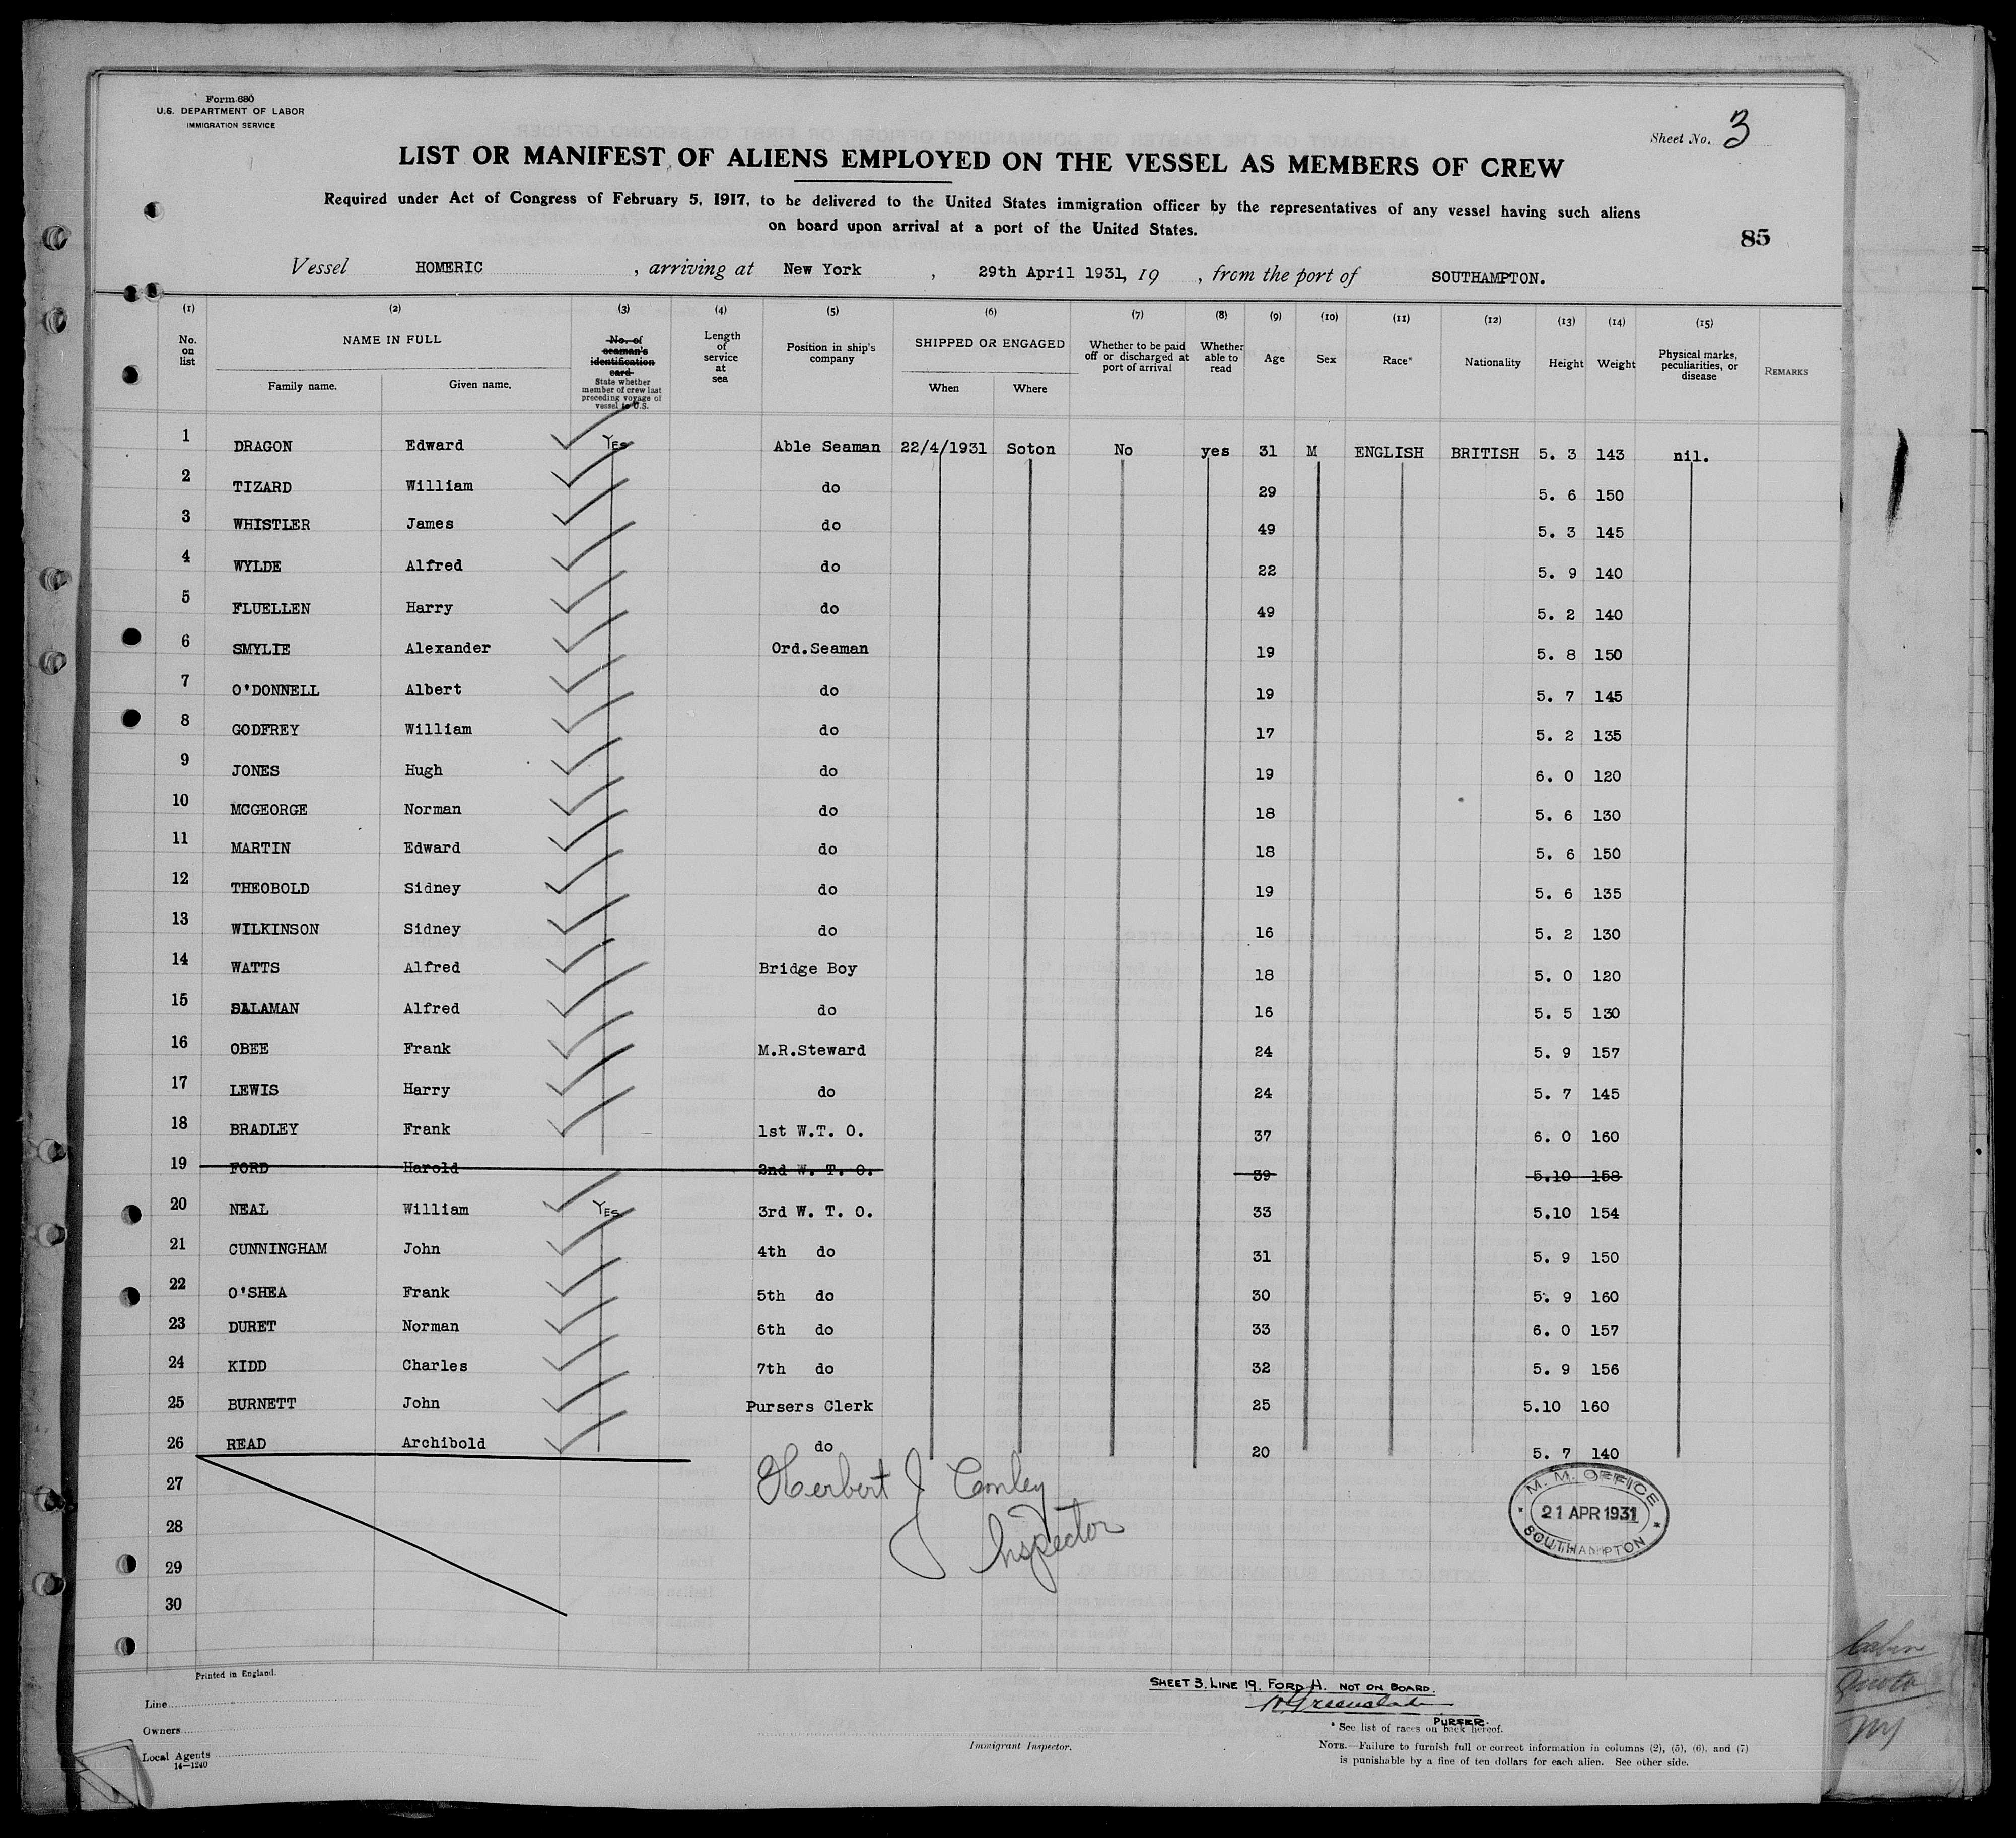 Form 680
U.S. DEPARTMENT OF LABOR
IMMIGRATION SERVICE
Sheet No. 3
LIST OR MANIFEST OF ALIENS EMPLOYED ON THE VESSEL AS MEMBERS OF CREW
Required under Act of Congress of February 5, 1917, to be delivered to the United States immigration officer by the representatives of any vessel having such aliens
on board upon arrival at a port of the United States.
85
Vessel HOMERIC , arriving at New York , 29th April 1931, 19 , from the port of SOUTHAMPTON.
(1) (2) (3) (4) (5) (6) (7) (8) (9) (10) (11) (12) (13) (14) (15)
No. on list
NAME IN FULL
Family name. Given name.
No. of seaman's identification card
State whether member of crew last preceding voyage of vessel to U.S.
Length of service at sea
Position in ship's company
SHIPPED OR ENGAGED
When Where
Whether to be paid off or discharged at port of arrival
Whether able to read
Age
Sex
Race*
Nationality
Height
Weight
Physical marks, peculiarities, or disease
REMARKS
1 DRAGON Edward YES Able Seaman 22/4/1931 Soton No yes 31 M ENGLISH BRITISH 5. 3 143 nil.
2 TIZARD William do 29 5. 6 150
3 WHISTLER James do 49 5. 3 145
4 WYLDE Alfred do 22 5. 9 140
5 FLUELLEN Harry do 49 5. 2 140
6 SMYLIE Alexander Ord.Seaman 19 5. 8 150
7 O'DONNELL Albert do 19 5. 7 145
8 GODFREY William do 17 5. 2 135
9 JONES Hugh do 19 6. 0 120
10 MCGEORGE Norman do 18 5. 6 130
11 MARTIN Edward do 18 5. 6 150
12 THEOBOLD Sidney do 19 5. 6 135
13 WILKINSON Sidney do 16 5. 2 130
14 WATTS Alfred Bridge Boy 18 5. 0 120
15 SALAMAN Alfred do 16 5. 5 130
16 OBEE Frank M.R.Steward 24 5. 9 157
17 LEWIS Harry do 24 5. 7 145
18 BRADLEY Frank 1st W.T. O. 37 6. 0 160
19 FORD Harold 2nd W. T. O. 39 5.10 158
20 NEAL William YES 3rd W. T. O. 33 5.10 154
21 CUNNINGHAM John 4th do 31 5. 9 150
22 O'SHEA Frank 5th do 30 5. 9 160
23 DURET Norman 6th do 33 6. 0 157
24 KIDD Charles 7th do 32 5. 9 156
25 BURNETT John Pursers Clerk 25 5.10 160
26 READ Archibold do 20 5. 7 140
27
28
29
30
Herbert J Conley
Inspector
M. M. OFFICE
21 APR 1931
SOUTHAMPTON
Printed in England.
SHEET 3. LINE 19. FORD H. NOT ON BOARD.
PURSER.
Line
Owners
Local Agents
14—1240
Immigrant Inspector.
* See list of races on back hereof.
NOTE.—Failure to furnish full or correct information in columns (2), (5), (6), and (7)
is punishable by a fine of ten dollars for each alien. See other side.
Quota